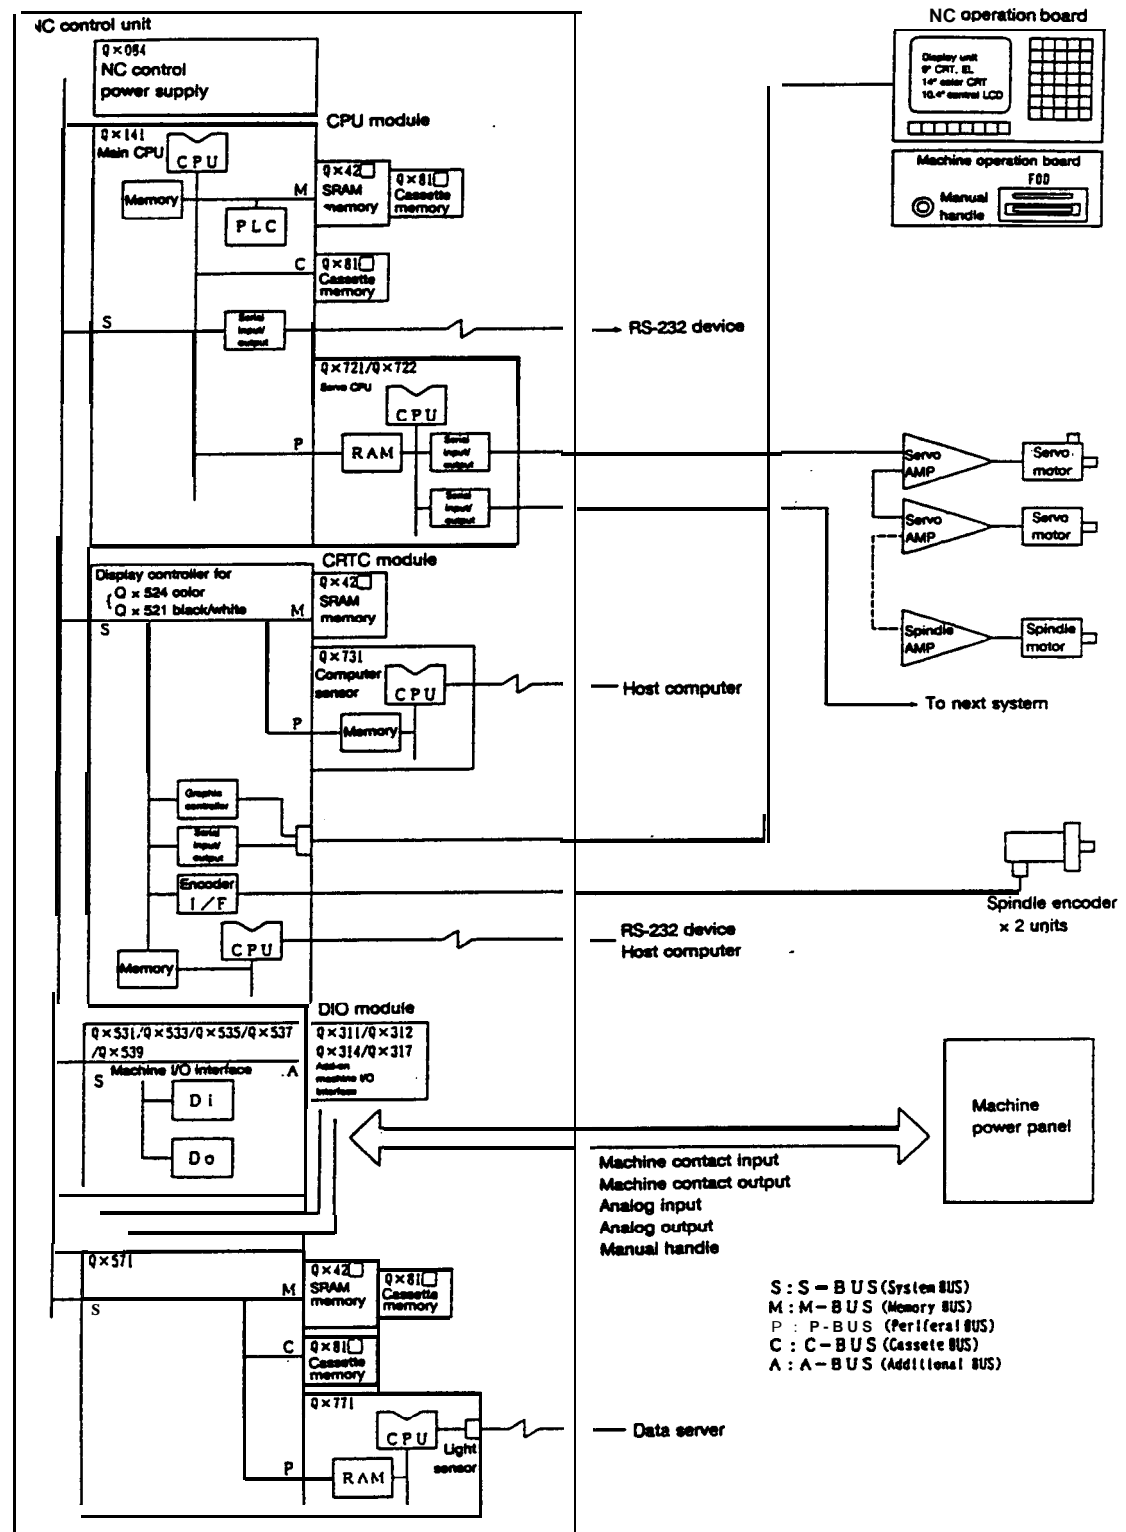 NC control unit
Q×084
NC control
power supply
CPU module
Q×141
Main CPU
CPU
Memory
M
PLC
Q×42□
SRAM
memory
Q×81□
Cassette
memory
C
Q×81□
Cassette
memory
S
Serial
input/
output
RS-232 device
Q×721/Q×722
Servo CPU
CPU
P
RAM
Serial
input/
output
Serial
input/
output
CRTC module
Display controller for
Q × 524 color
Q × 521 black/white
M
S
Q×42□
SRAM
memory
Q×731
Computer
sensor
CPU
Host computer
P
Memory
Graphic
controller
Serial
input/
output
Encoder
I/F
CPU
RS-232 device
Host computer
Memory
DIO module
Q×531/Q×533/Q×535/Q×537
/Q×539
Machine I/O interface
A
S
Di
Do
Q×311/Q×312
Q×314/Q×317
Add-on
machine I/O
Interface
Machine contact input
Machine contact output
Analog input
Analog output
Manual handle
Machine
power panel
Q×571
M
S
Q×42□
SRAM
memory
Q×81□
Cassette
memory
C
Q×81□
Cassette
memory
Q×771
CPU
Light
sensor
P
RAM
Data server
NC operation board
Display unit
9" CRT, EL
14" color CRT
10.4" control LCD
Machine operation board
FDD
Manual
handle
Servo
AMP
Servo
motor
Servo
AMP
Servo
motor
Spindle
AMP
Spindle
motor
To next system
Spindle encoder
× 2 units
S : S-BUS (System BUS)
M : M-BUS (Memory BUS)
P : P-BUS (Periferal BUS)
C : C-BUS (Cassete BUS)
A : A-BUS (Additional BUS)